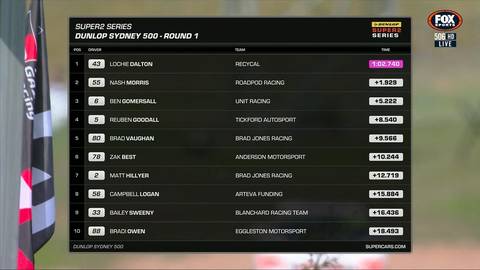 SUPER2 SERIES
DUNLOP SYDNEY 500 - ROUND 1
DUNLOP
SUPER2
SERIES
FOX
SPORTS
506 HD
LIVE
POS DRIVER TEAM TIME
1 43 LOCHIE DALTON RECYCAL 1:02.740
2 55 NASH MORRIS ROADPOD RACING +1.929
3 6 BEN GOMERSALL UNIT RACING +5.222
4 5 REUBEN GOODALL TICKFORD AUTOSPORT +8.540
5 80 BRAD VAUGHAN BRAD JONES RACING +9.566
6 78 ZAK BEST ANDERSON MOTORSPORT +10.244
7 2 MATT HILLYER BRAD JONES RACING +12.719
8 56 CAMPBELL LOGAN ARTEVA FUNDING +15.884
9 33 BAILEY SWEENY BLANCHARD RACING TEAM +16.436
10 88 BRADI OWEN EGGLESTON MOTORSPORT +18.493
DUNLOP SYDNEY 500 SUPERCARS.COM